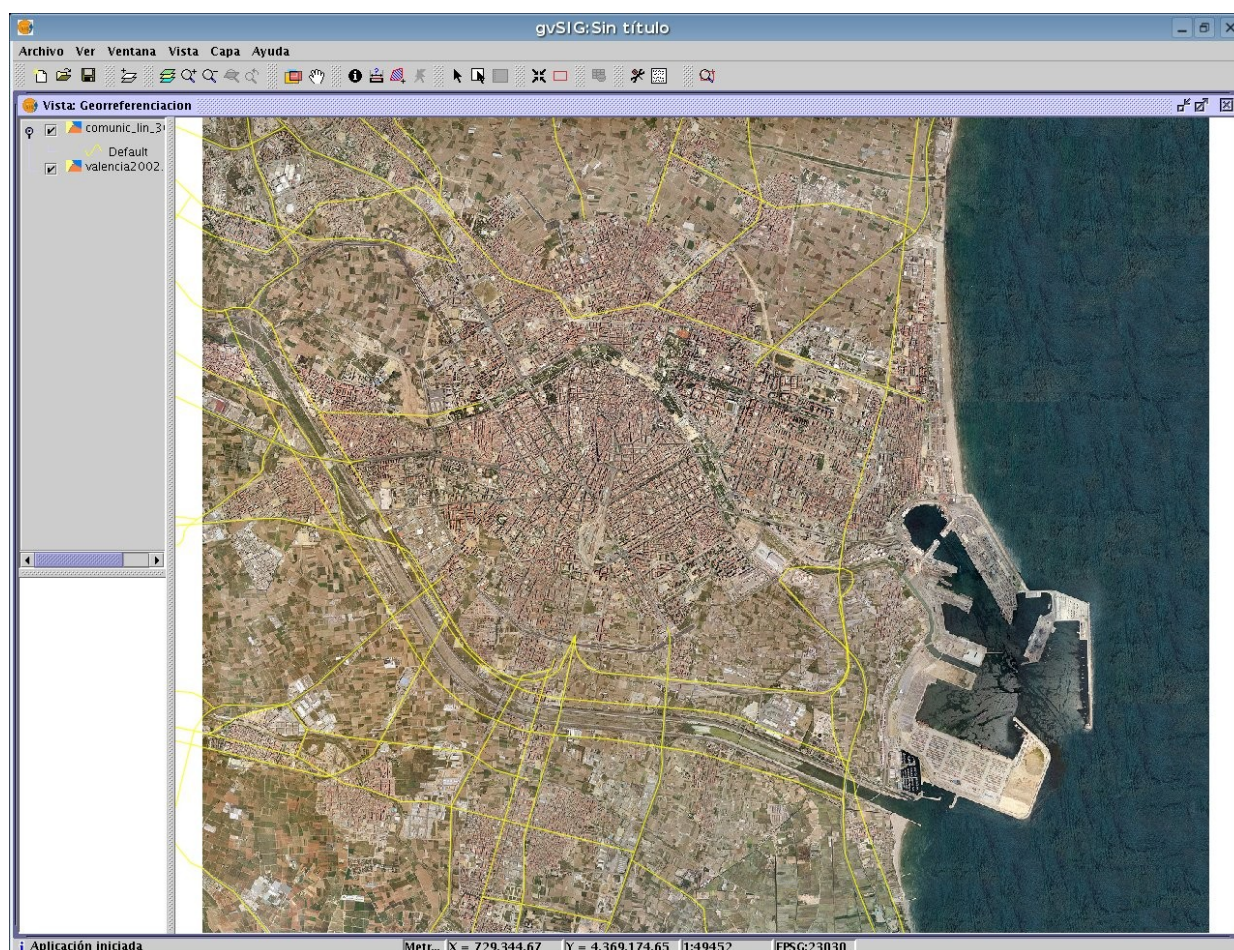 gvSIG:Sin título
Archivo Ver Ventana Vista Capa Ayuda
Vista: Georreferenciacion
comunic_lin_3
Default
valencia2002.
Aplicación iniciada
Metr... X = 729.344,67 Y = 4.369.174,65 1:49452 EPSG:23030